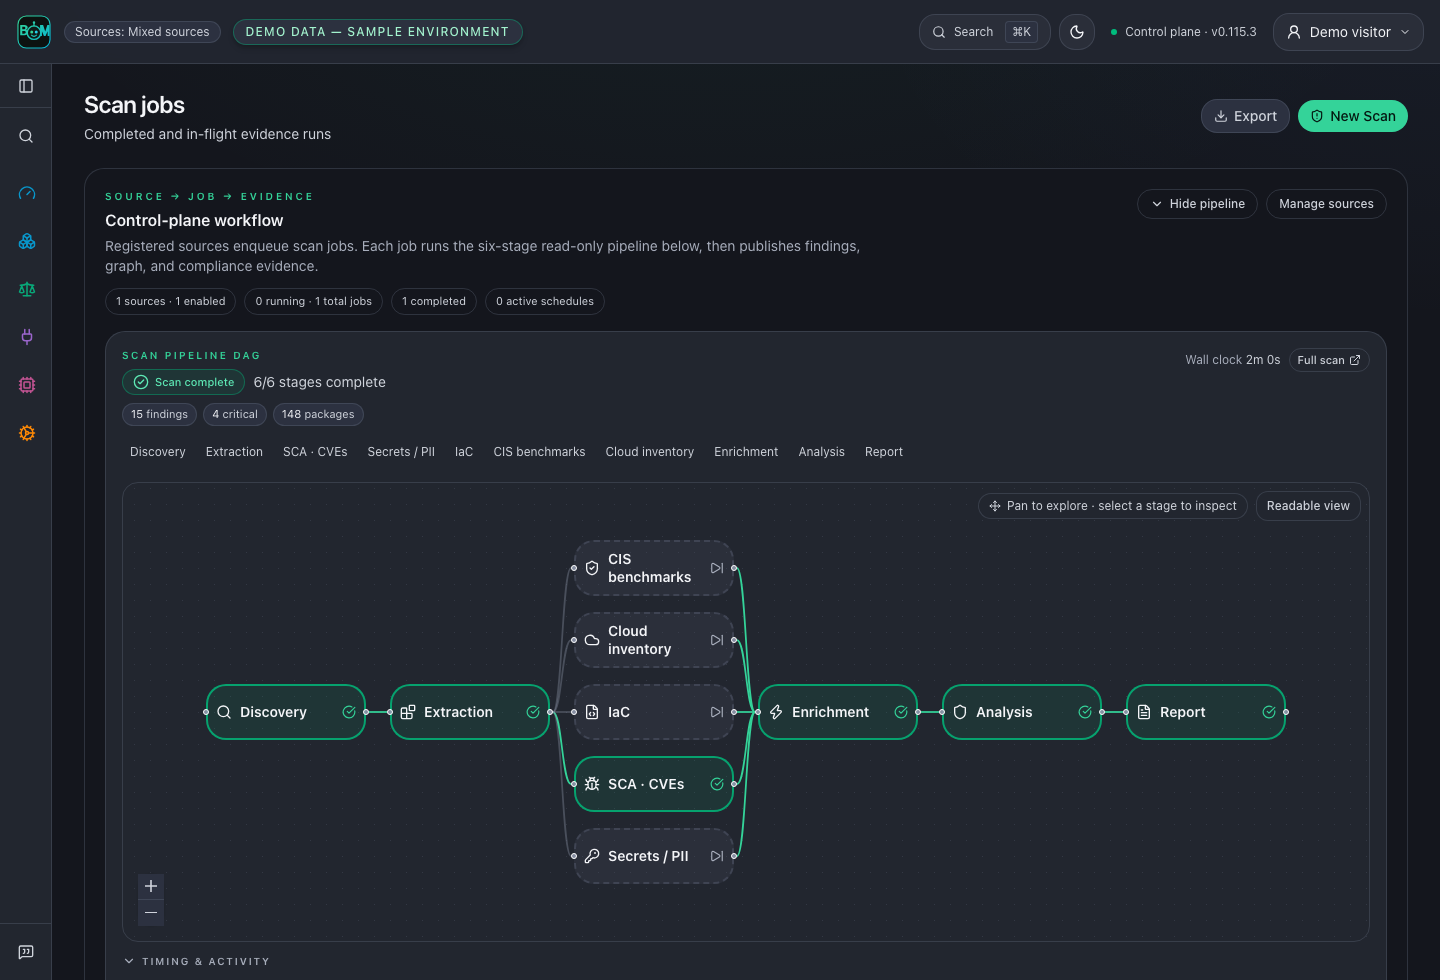 BOM
Sources: Mixed sources
DEMO DATA — SAMPLE ENVIRONMENT
Search ⌘K
Control plane · v0.115.3
Demo visitor
Scan jobs
Completed and in-flight evidence runs
Export
New Scan
SOURCE → JOB → EVIDENCE
Control-plane workflow
Registered sources enqueue scan jobs. Each job runs the six-stage read-only pipeline below, then publishes findings,
graph, and compliance evidence.
Hide pipeline
Manage sources
1 sources · 1 enabled
0 running · 1 total jobs
1 completed
0 active schedules
SCAN PIPELINE DAG
Scan complete
6/6 stages complete
Wall clock 2m 0s
Full scan
15 findings
4 critical
148 packages
Discovery
Extraction
SCA · CVEs
Secrets / PII
IaC
CIS benchmarks
Cloud inventory
Enrichment
Analysis
Report
Pan to explore · select a stage to inspect
Readable view
CIS
benchmarks
Cloud
inventory
Discovery
Extraction
IaC
Enrichment
Analysis
Report
SCA · CVEs
Secrets / PII
TIMING & ACTIVITY